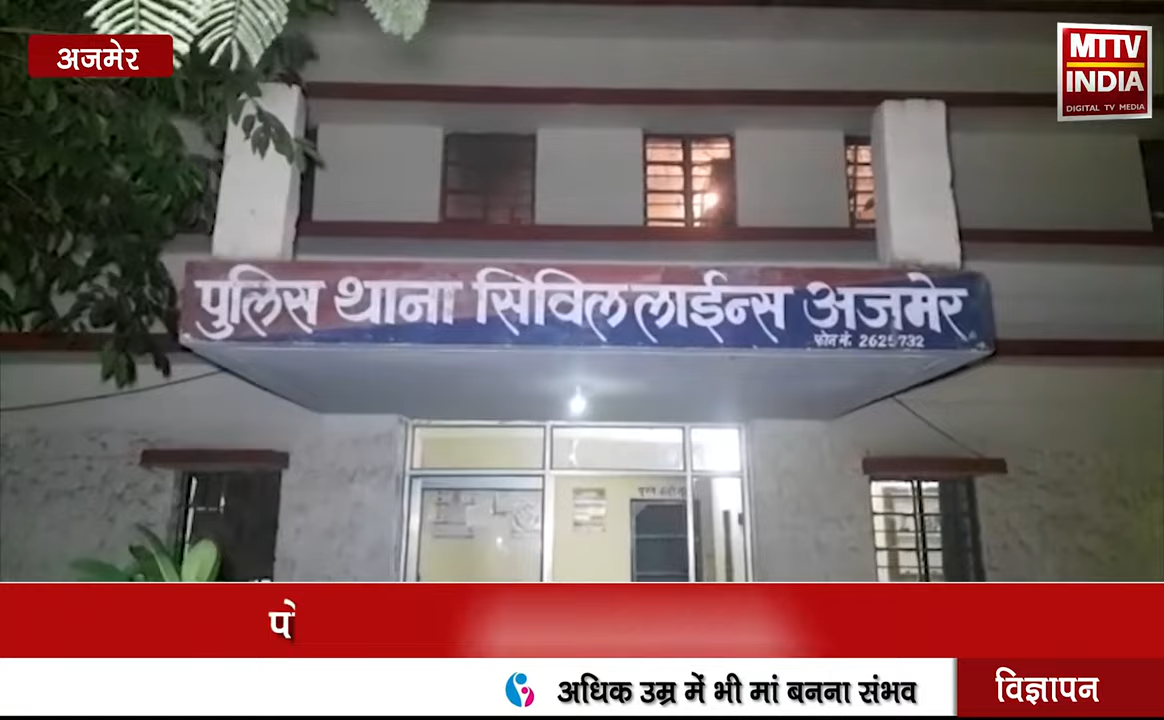 अजमेर
MTTV
INDIA
DIGITAL TV MEDIA
पुलिस थाना सिविल लाईन्स अजमेर
फोन नं. 2625732
अधिक उम्र में भी मां बनना संभव
विज्ञापन